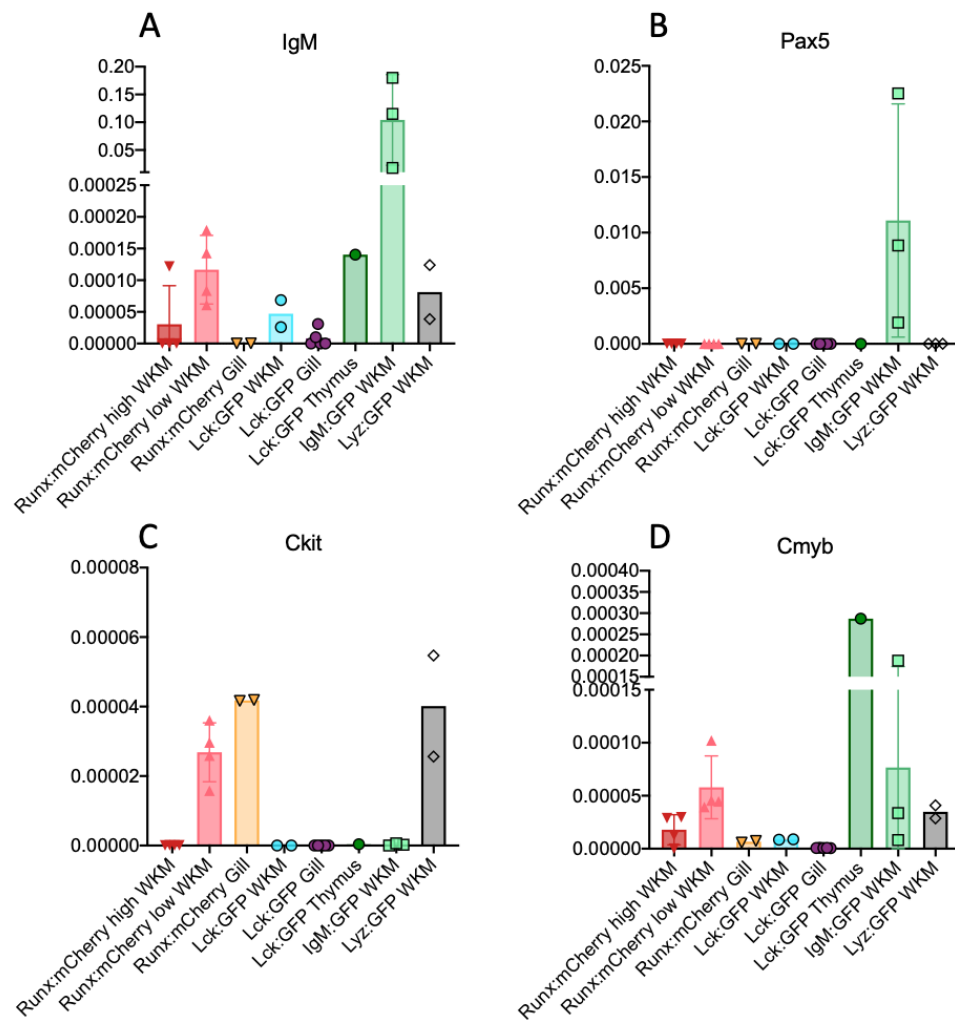 A
IgM
0.20
0.15
0.10
0.05
0.00025
0.00020
0.00015
0.00010
0.00005
0.00000
Runx:mCherry high WKM
Runx:mCherry low WKM
Runx:mCherry Gill
Lck:GFP WKM
Lck:GFP Gill
Lck:GFP Thymus
IgM:GFP WKM
Lyz:GFP WKM
B
Pax5
0.025
0.020
0.015
0.010
0.005
0.000
Runx:mCherry high WKM
Runx:mCherry low WKM
Runx:mCherry Gill
Lck:GFP WKM
Lck:GFP Gill
Lck:GFP Thymus
IgM:GFP WKM
Lyz:GFP WKM
C
Ckit
0.00008
0.00006
0.00004
0.00002
0.00000
Runx:mCherry high WKM
Runx:mCherry low WKM
Runx:mCherry Gill
Lck:GFP WKM
Lck:GFP Gill
Lck:GFP Thymus
IgM:GFP WKM
Lyz:GFP WKM
D
Cmyb
0.00040
0.00035
0.00030
0.00025
0.00020
0.00015
0.00015
0.00010
0.00005
0.00000
Runx:mCherry high WKM
Runx:mCherry low WKM
Runx:mCherry Gill
Lck:GFP WKM
Lck:GFP Gill
Lck:GFP Thymus
IgM:GFP WKM
Lyz:GFP WKM